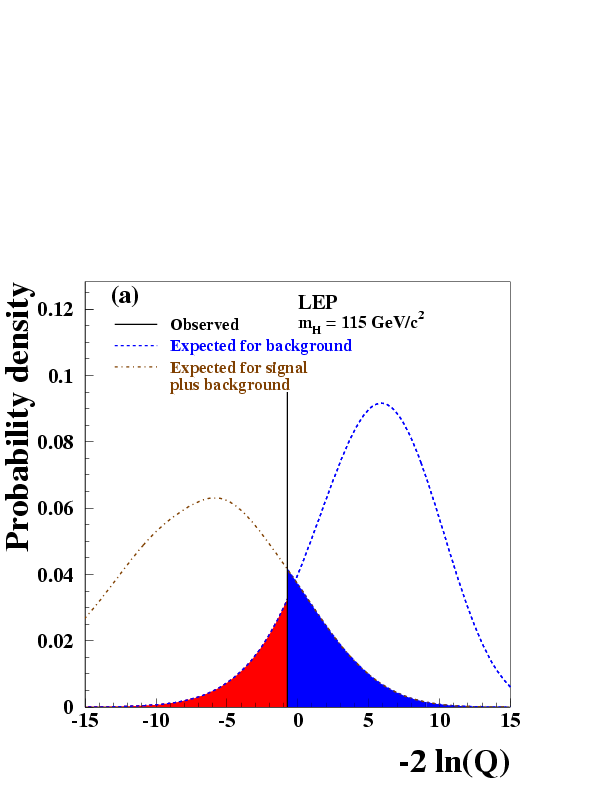 (a)
LEP
m_H = 115 GeV/c²
Observed
Expected for background
Expected for signal
plus background
Probability density
0.12
0.1
0.08
0.06
0.04
0.02
0
-15 -10 -5 0 5 10 15
-2 ln(Q)